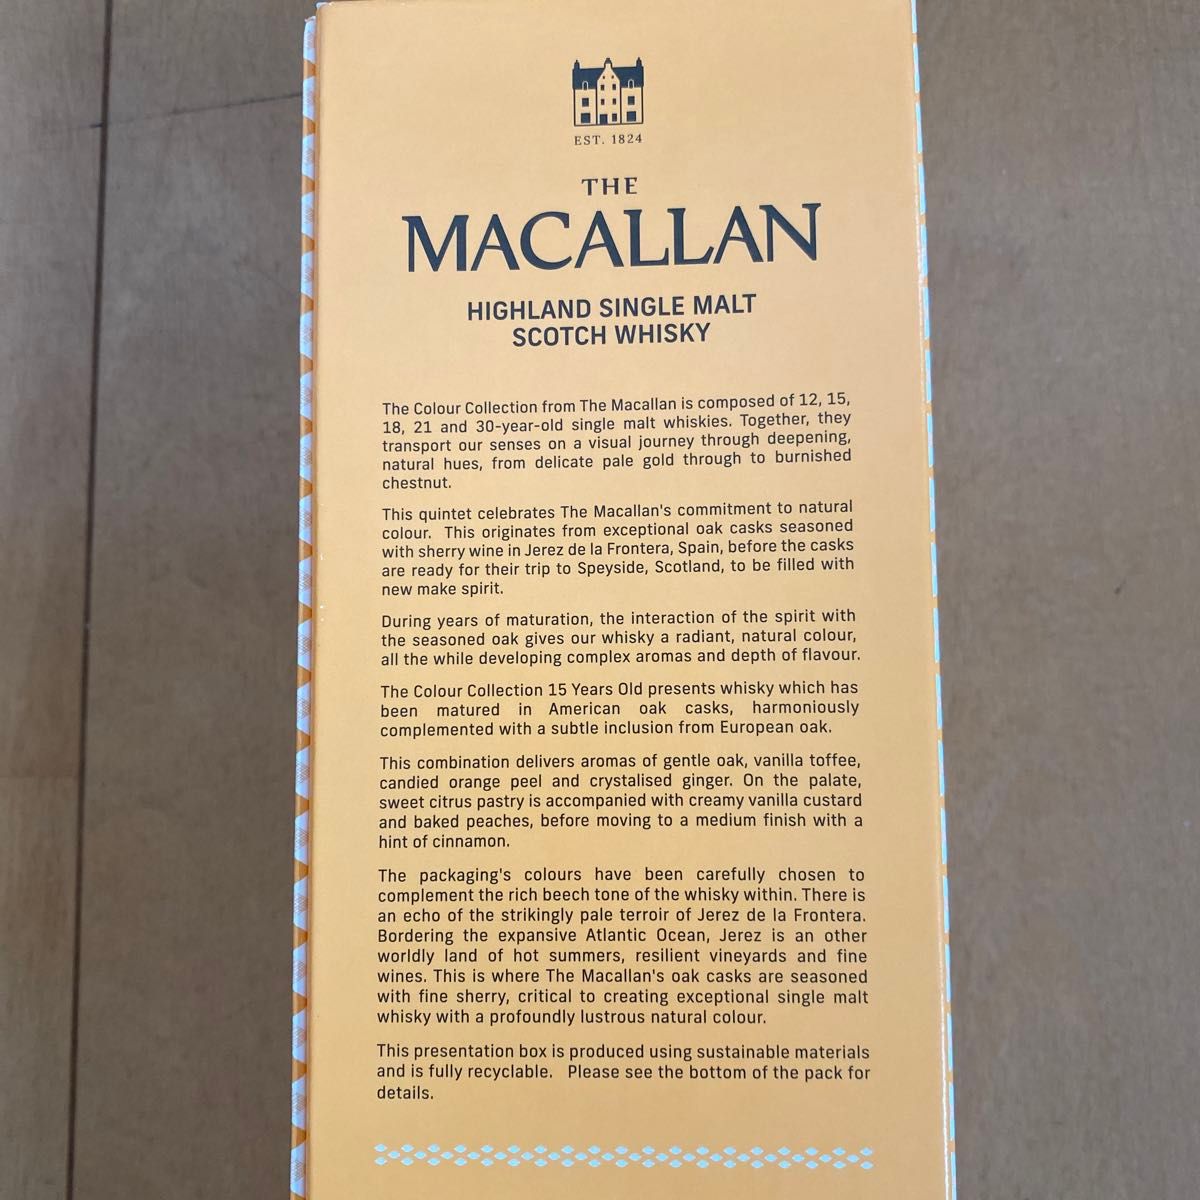 EST. 1824
THE
MACALLAN
HIGHLAND SINGLE MALT
SCOTCH WHISKY
The Colour Collection from The Macallan is composed of 12, 15,
18, 21 and 30-year-old single malt whiskies. Together, they
transport our senses on a visual journey through deepening,
natural hues, from delicate pale gold through to burnished
chestnut.
This quintet celebrates The Macallan's commitment to natural
colour. This originates from exceptional oak casks seasoned
with sherry wine in Jerez de la Frontera, Spain, before the casks
are ready for their trip to Speyside, Scotland, to be filled with
new make spirit.
During years of maturation, the interaction of the spirit with
the seasoned oak gives our whisky a radiant, natural colour,
all the while developing complex aromas and depth of flavour.
The Colour Collection 15 Years Old presents whisky which has
been matured in American oak casks, harmoniously
complemented with a subtle inclusion from European oak.
This combination delivers aromas of gentle oak, vanilla toffee,
candied orange peel and crystalised ginger. On the palate,
sweet citrus pastry is accompanied with creamy vanilla custard
and baked peaches, before moving to a medium finish with a
hint of cinnamon.
The packaging's colours have been carefully chosen to
complement the rich beech tone of the whisky within. There is
an echo of the strikingly pale terroir of Jerez de la Frontera.
Bordering the expansive Atlantic Ocean, Jerez is an other
worldly land of hot summers, resilient vineyards and fine
wines. This is where The Macallan's oak casks are seasoned
with fine sherry, critical to creating exceptional single malt
whisky with a profoundly lustrous natural colour.
This presentation box is produced using sustainable materials
and is fully recyclable. Please see the bottom of the pack for
details.